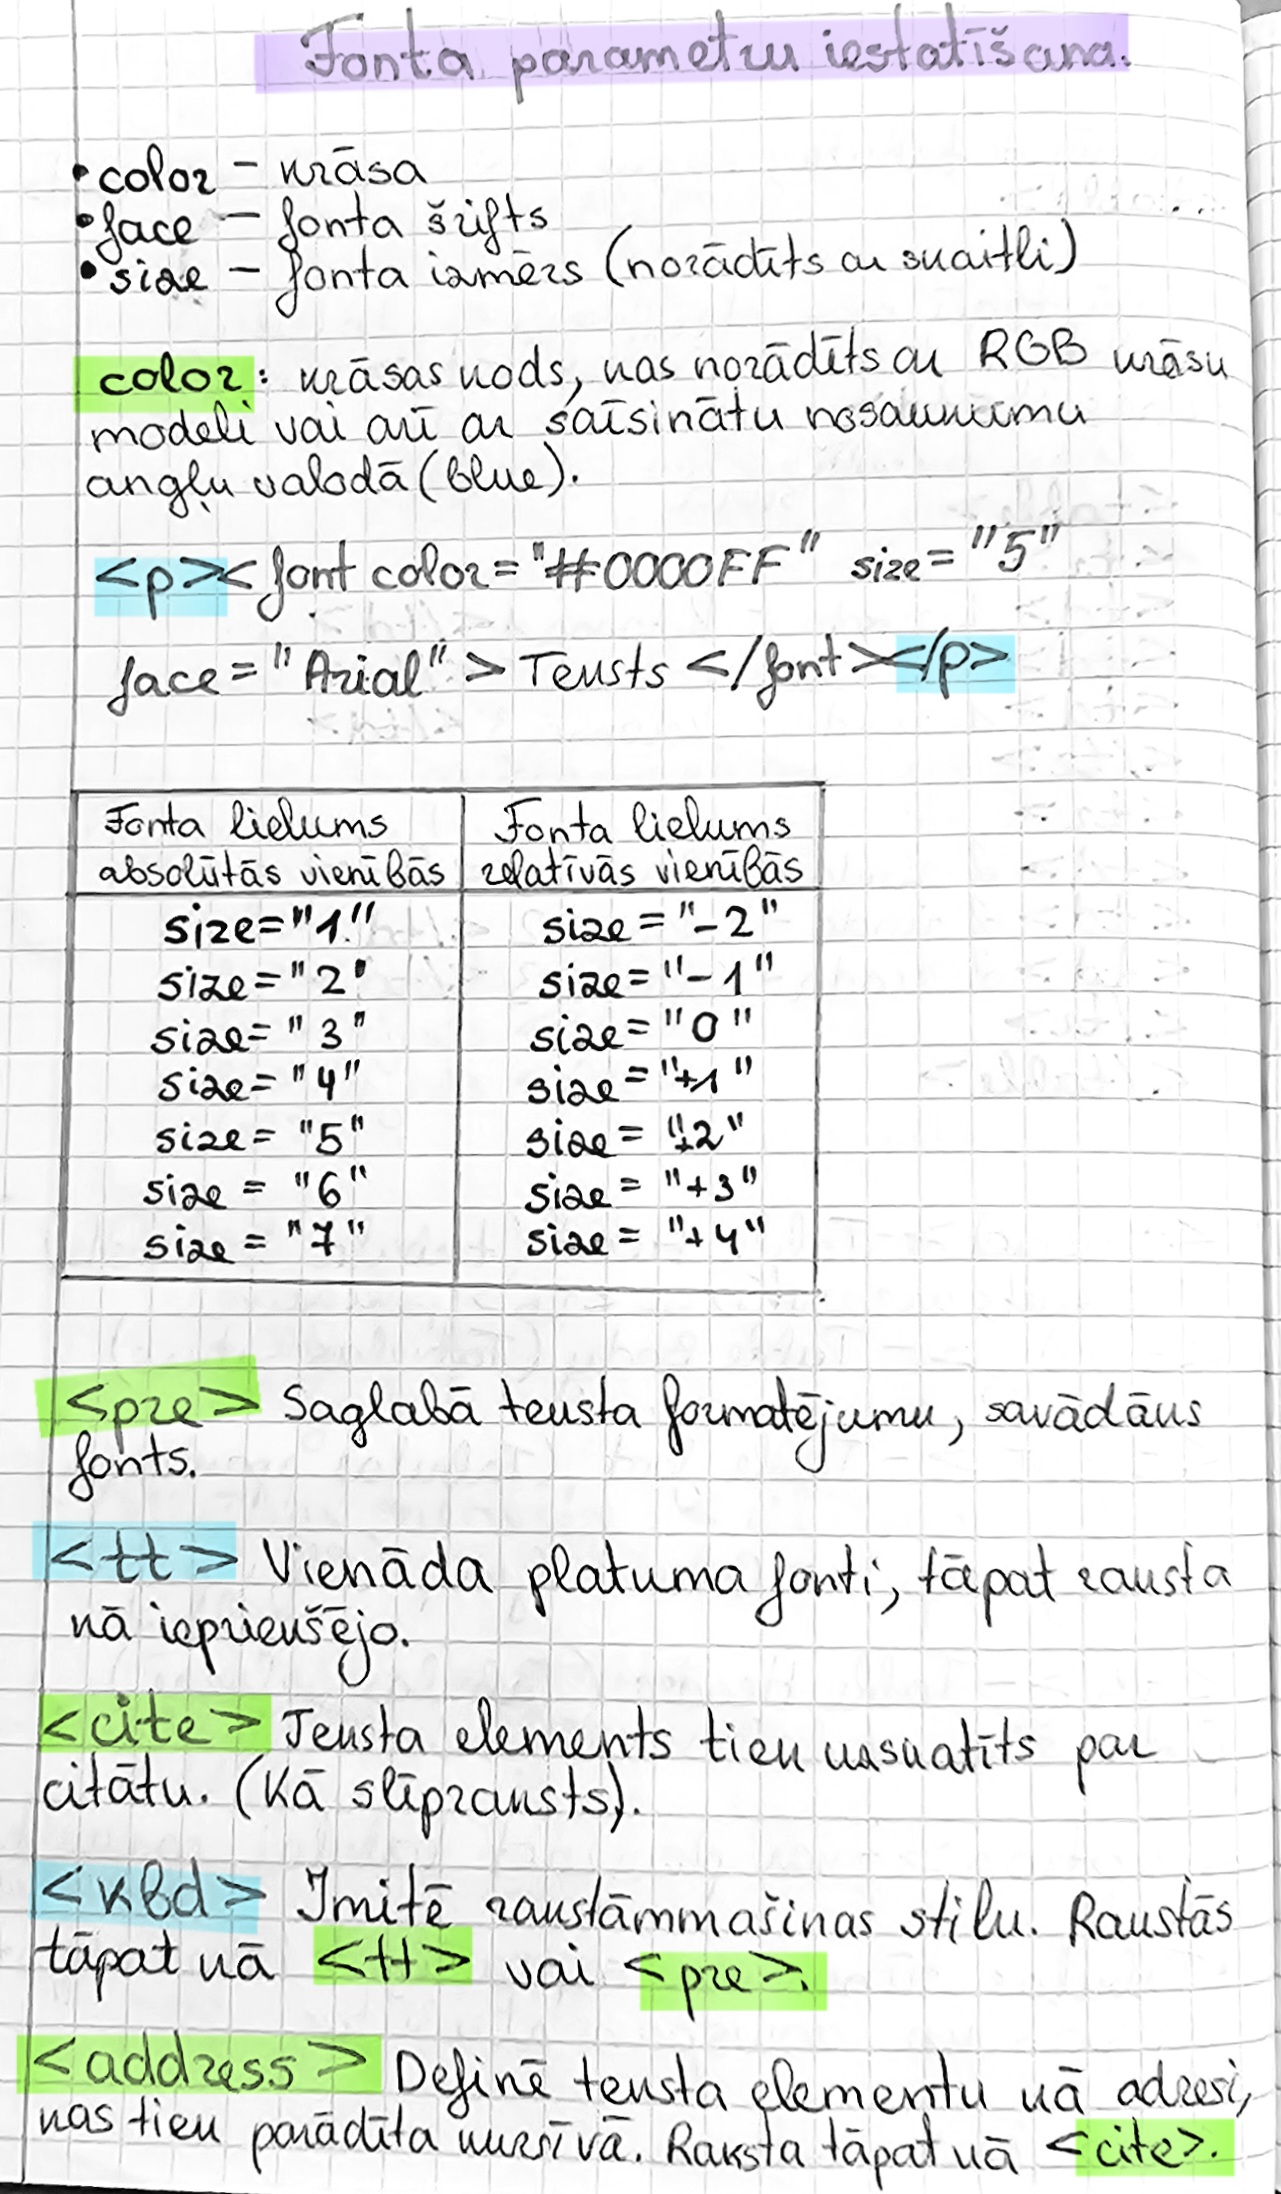 Fonta parametru iestatīšana.
• color – krāsa
• face – fonta šrifts
• size – fonta izmērs (norādīts ar skaitli)
color: krāsas kods, kas norādīts ar RGB krāsu
modeli vai arī ar saīsinātu nosaukumu
angļu valodā (blue).
<p><font color="#0000FF" size="5"
face="Arial"> Teksts </font></p>
Fonta lielums Fonta lielums
absolūtās vienībās relatīvās vienībās
size="1" size="-2"
size="2" size="-1"
size="3" size="0"
size="4" size="+1"
size="5" size="+2"
size="6" size="+3"
size="7" size="+4"
<pre> Saglabā teksta formatējumu, savādāks
fonts.
<tt> Vienāda platuma fonti, tāpat raksta
kā iepriekšējo.
<cite> Teksta elements tiek uzskatīts par
citātu. (Kā slīpraksts).
<kbd> Imitē rakstāmmašīnas stilu. Rakstās
tāpat kā <tt> vai <pre>.
<address> Definē teksta elementu kā adresi,
kas tiek parādīta kursīvā. Raksta tāpat kā <cite>.